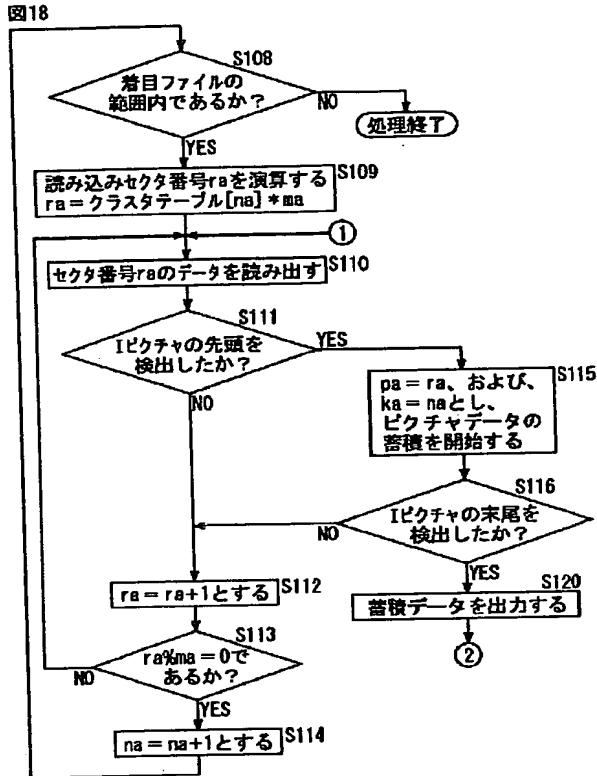 図18
S108
着目ファイルの
範囲内であるか？
NO
処理終了
YES
S109
読み込みセクタ番号raを演算する
ra＝クラスタテーブル[na]*ma
①
セクタ番号raのデータを読み出す
S110
S111
Iピクチャの先頭を
検出したか？
YES
NO
S115
pa＝ra、および、
ka＝naとし、
ピクチャデータの
蓄積を開始する
S116
Iピクチャの末尾を
検出したか？
NO
YES
S120
蓄積データを出力する
②
ra＝ra+1とする
S112
S113
ra%ma＝0で
あるか？
NO
YES
na＝na+1とする
S114